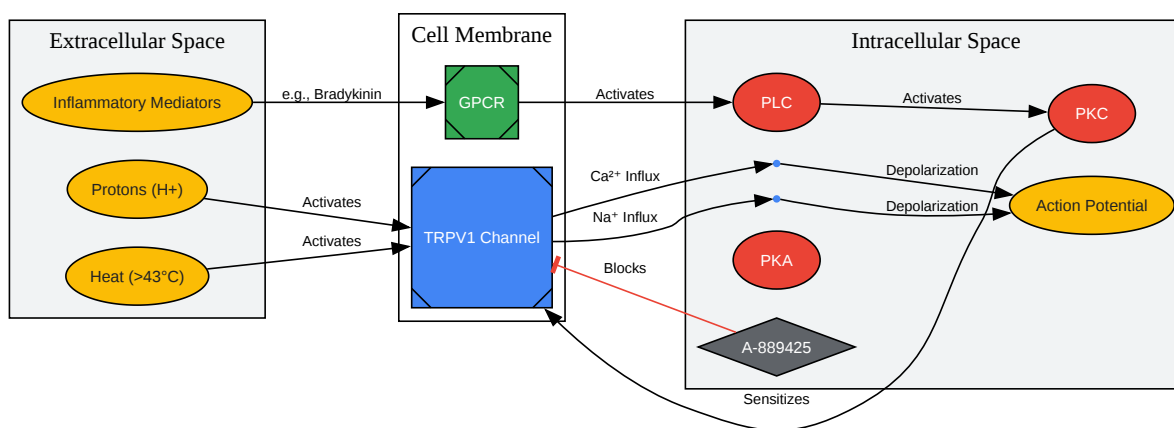 Extracellular Space
Cell Membrane
Intracellular Space
Inflammatory Mediators
e.g., Bradykinin
GPCR
Activates
PLC
Activates
PKC
Protons (H+)
Activates
Heat (>43°C)
Activates
TRPV1 Channel
Ca²⁺ Influx
Depolarization
Na⁺ Influx
Depolarization
Action Potential
PKA
Blocks
A-889425
Sensitizes